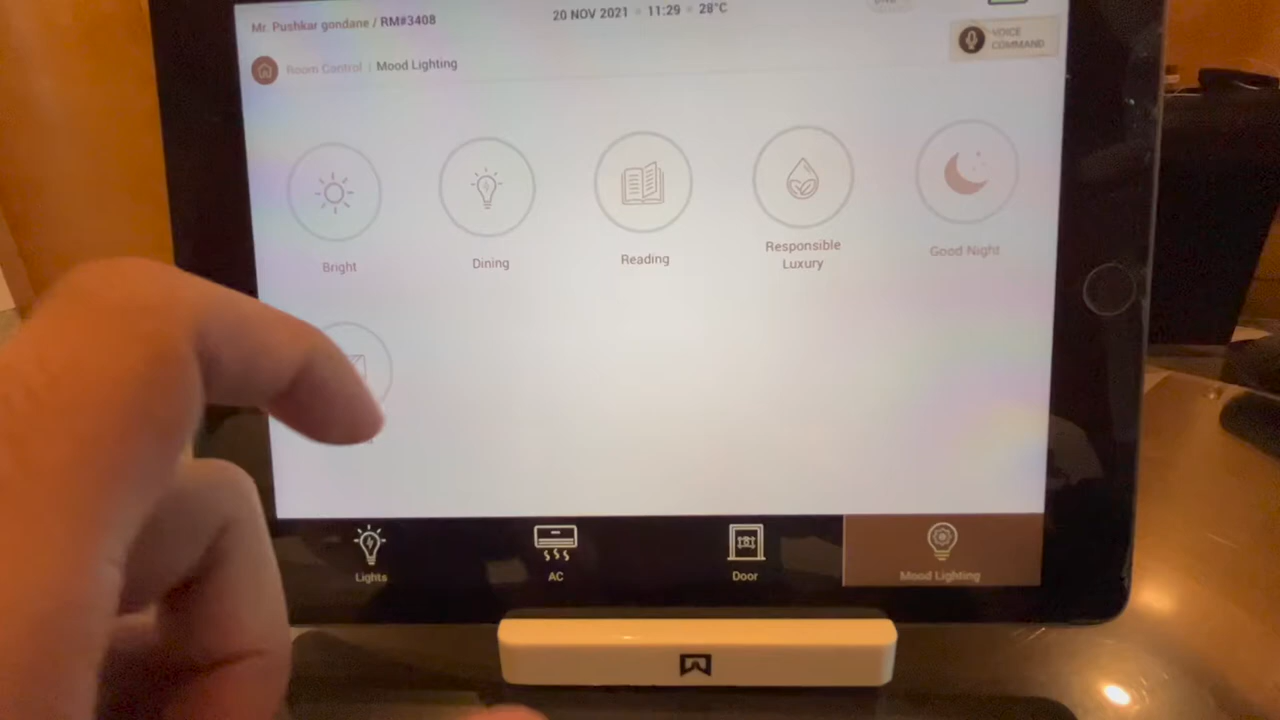 Mr. Pushkar gondane / RM#3408
20 NOV 2021 11:29 28°C
VOICE
COMMAND
Room Control | Mood Lighting
Bright
Dining
Reading
Responsible
Luxury
Good Night
Lights
AC
Door
Mood Lighting